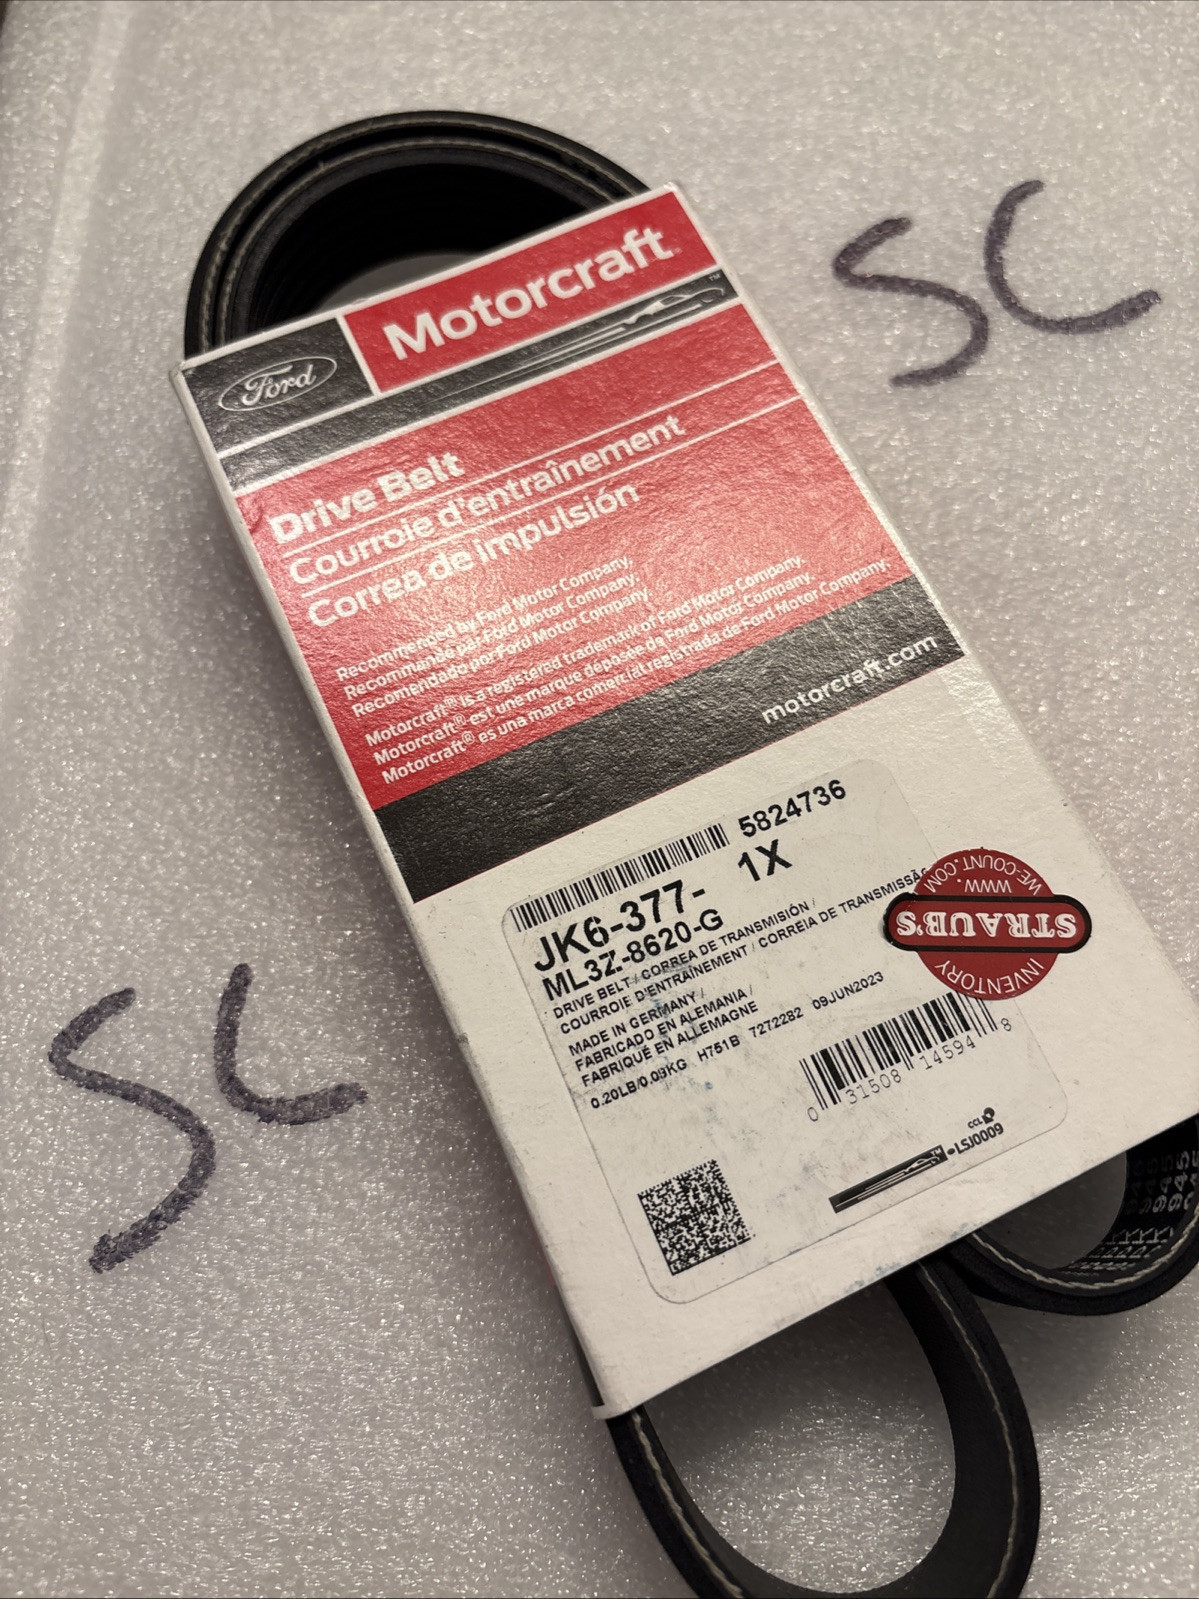 SC
Ford
Motorcraft®
Drive Belt
Courroie d'entraînement
Correa de impulsión
Recommended by Ford Motor Company.
Recommandé par Ford Motor Company.
Recomendado por Ford Motor Company.
Motorcraft® is a registered trademark of Ford Motor Company.
Motorcraft® est une marque déposée de Ford Motor Company.
Motorcraft® es una marca comercial registrada de Ford Motor Company.
motorcraft.com
5824736
JK6-377- 1X
ML3Z-8620-G
DRIVE BELT / CORREA DE TRANSMISIÓN /
COURROIE D'ENTRAÎNEMENT / CORREIA DE TRANSMISSÃO
MADE IN GERMANY /
FABRICADO EN ALEMANIA /
FABRIQUÉ EN ALLEMAGNE
0.20LB/0.09KG H751B 7272282 09JUN2023
0 31508 14594 8
CCL
LSJ0009
STRAUB'S
INVENTORY
WWW.
WE-COUNT.COM
SC